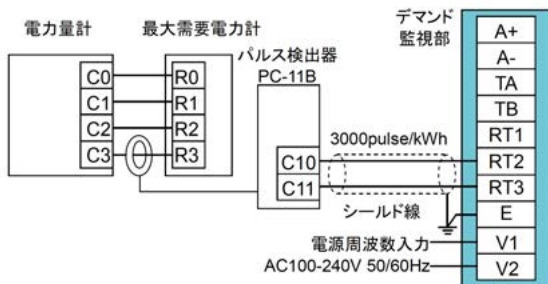 電力量計
最大需要電力計
パルス検出器
PC-11B
デマンド
監視部
C0
R0
C1
R1
C2
R2
C3
R3
C10
C11
3000pulse/kWh
シールド線
電源周波数入力
AC100-240V 50/60Hz
A+
A-
TA
TB
RT1
RT2
RT3
E
V1
V2